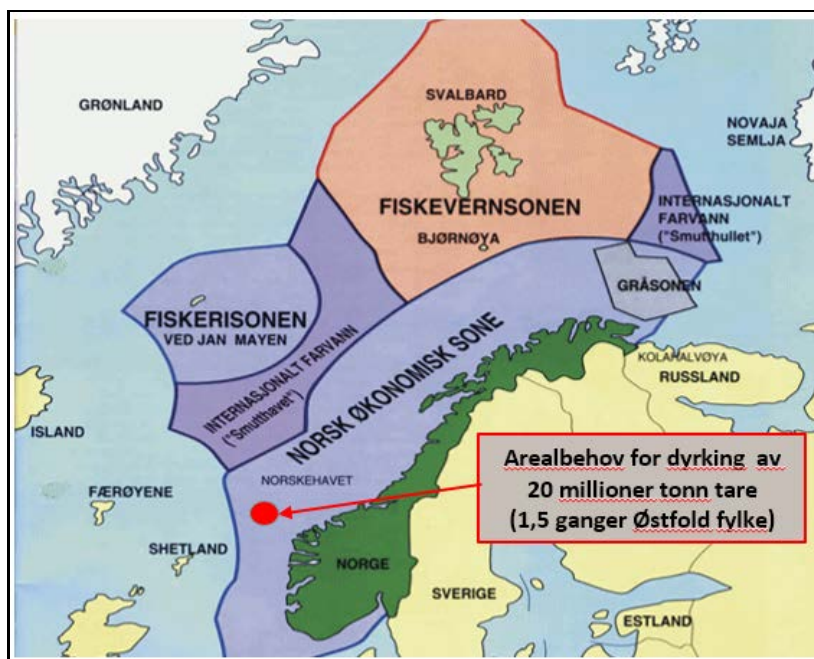 GRØNLAND
SVALBARD
NOVAJA
SEMLJA
FISKEVERNSONEN
BJØRNØYA
INTERNASJONALT
FARVANN
("Smutthullet")
GRÅSONEN
FISKERISONEN
VED JAN MAYEN
INTERNASJONALT FARVANN
("Smutthavet")
NORSK ØKONOMISK SONE
KOLAHALVØYA
RUSSLAND
ISLAND
NORSKEHAVET
Arealbehov for dyrking av
20 millioner tonn tare
(1,5 ganger Østfold fylke)
FÆRØYENE
SHETLAND
NORGE
SVERIGE
ESTLAND